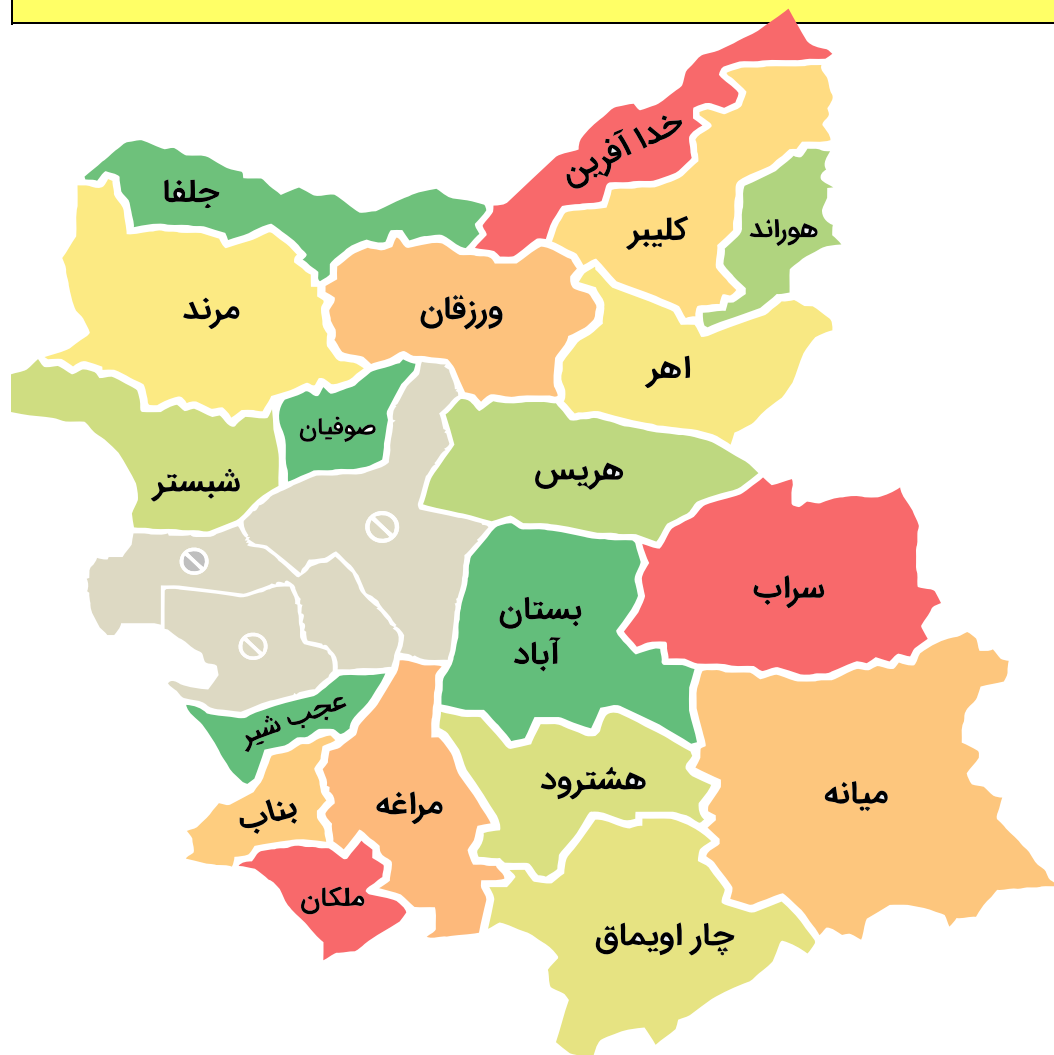 خدا آفرین
جلفا
کلیبر
هوراند
مرند
ورزقان
اهر
صوفیان
هریس
شبستر
سراب
بستان
آباد
عجب شیر
هشترود
میانه
مراغه
بناب
ملکان
چار اویماق